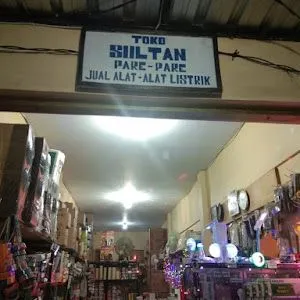 TOKO
SULTAN
PARE-PARE
JUAL ALAT-ALAT LISTRIK